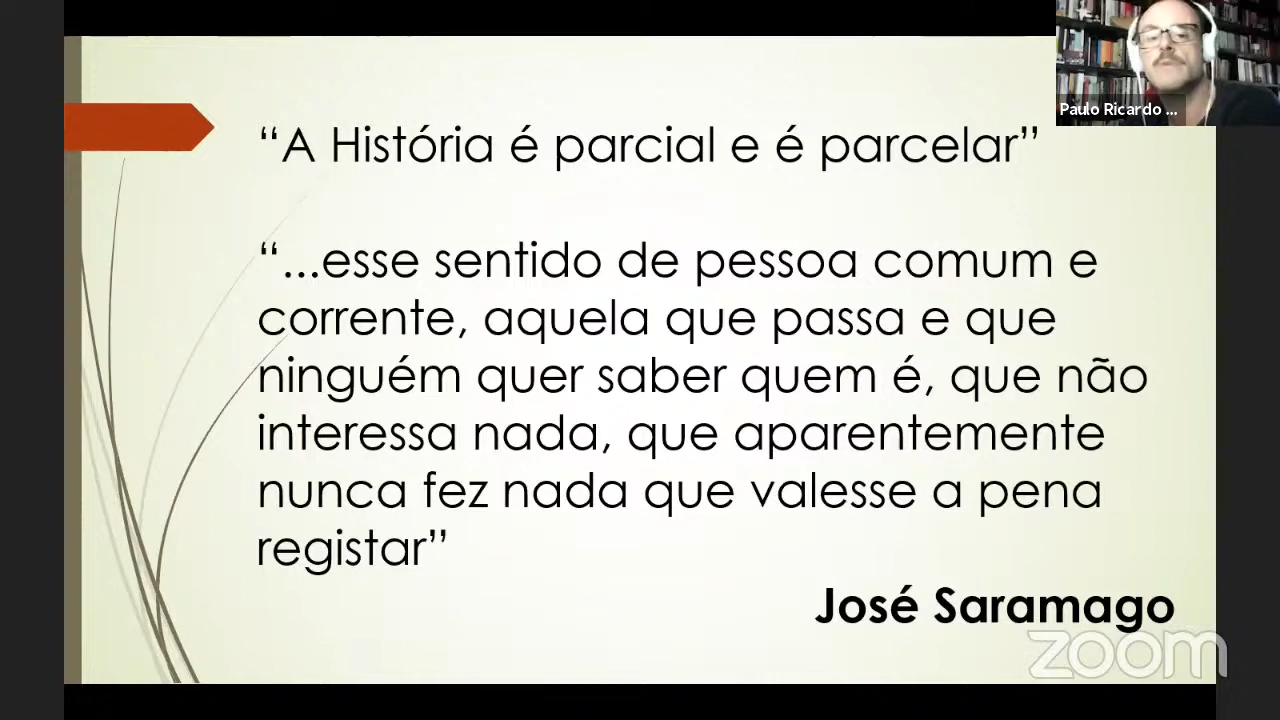 Paulo Ricardo ...
“A História é parcial e é parcelar”
“...esse sentido de pessoa comum e
corrente, aquela que passa e que
ninguém quer saber quem é, que não
interessa nada, que aparentemente
nunca fez nada que valesse a pena
registar”
José Saramago
zoom